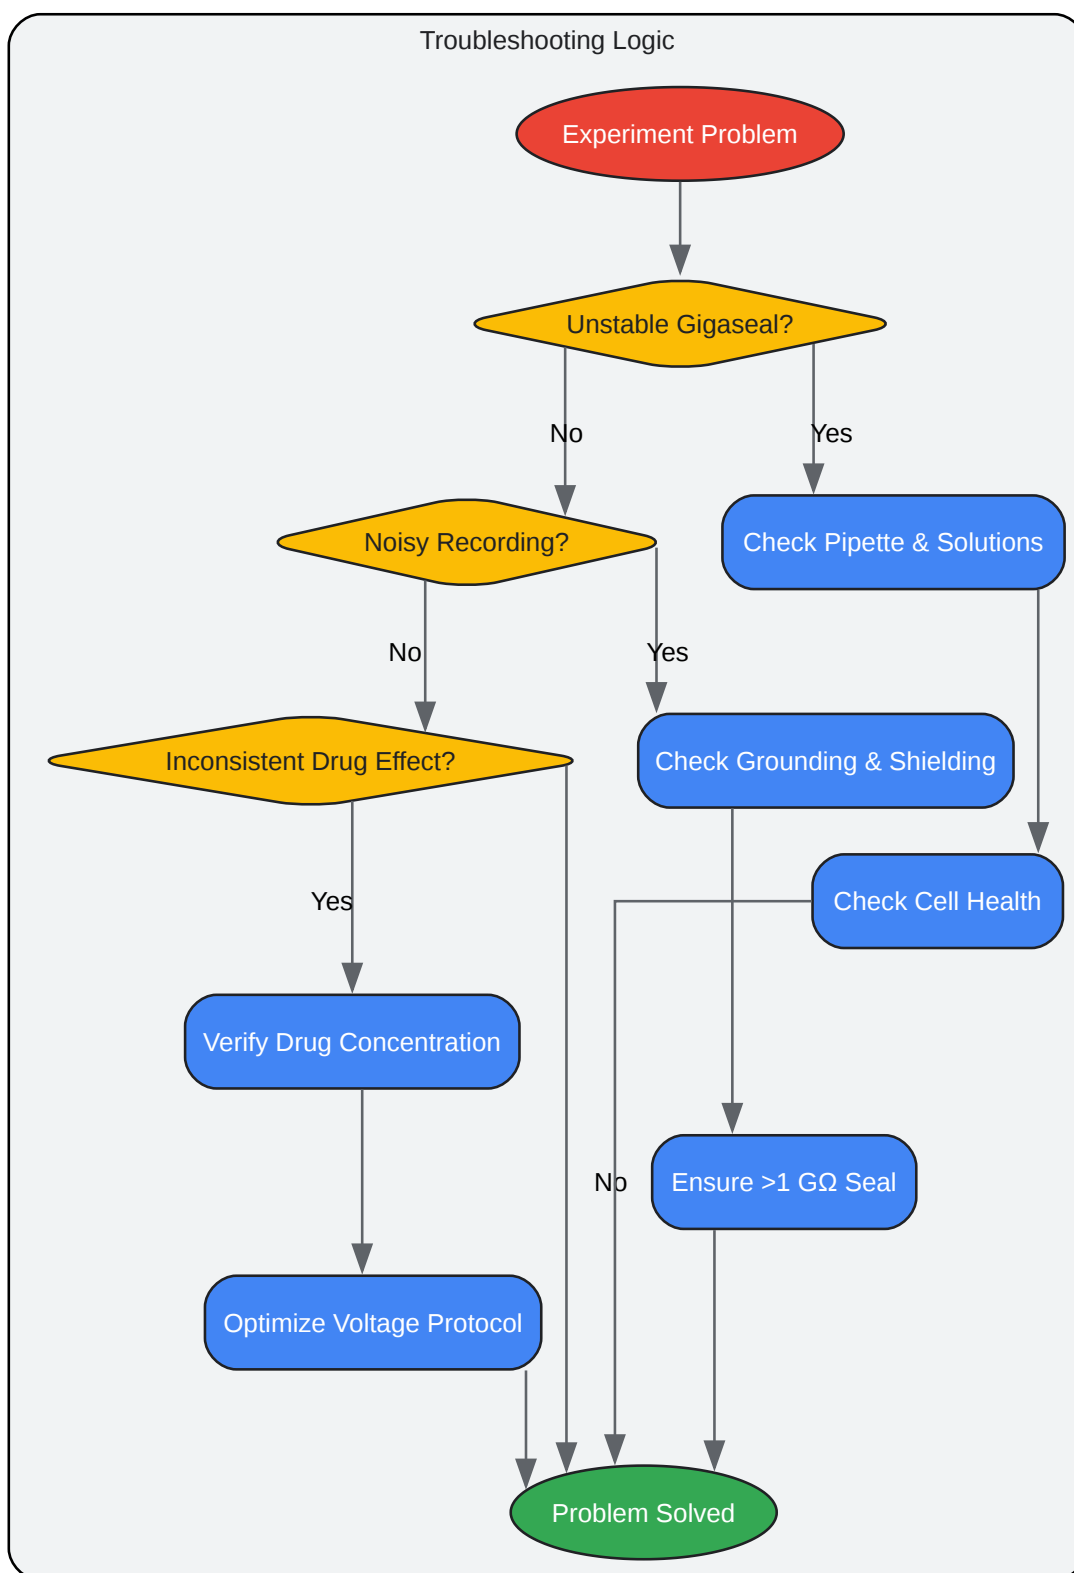 Troubleshooting Logic
Experiment Problem
Unstable Gigaseal?
No
Yes
Noisy Recording?
Check Pipette & Solutions
No
Yes
Inconsistent Drug Effect?
Check Grounding & Shielding
Yes
Check Cell Health
Verify Drug Concentration
No
Ensure >1 GΩ Seal
Optimize Voltage Protocol
Problem Solved